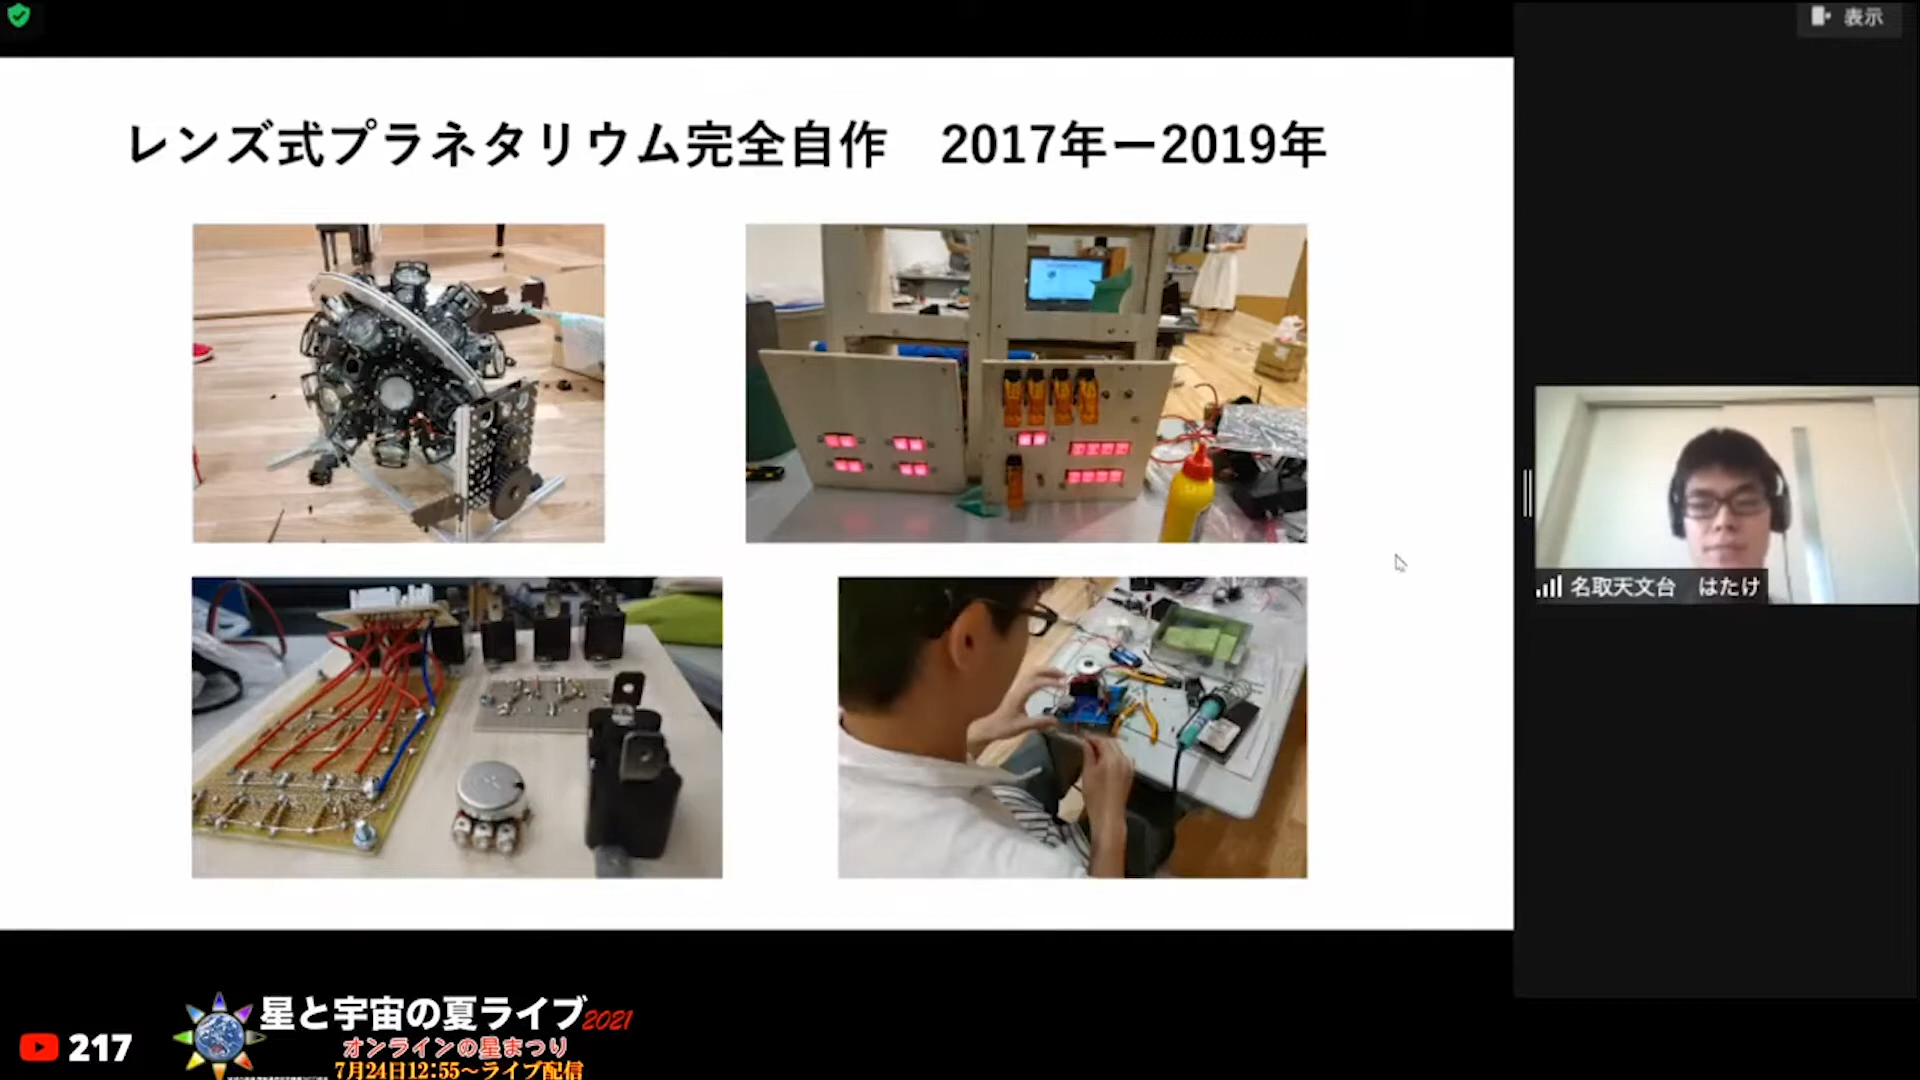 表示
レンズ式プラネタリウム完全自作　2017年ー2019年
名取天文台　はたけ
217
星と宇宙の夏ライブ2021
オンラインの星まつり
7月24日12:55～ライブ配信